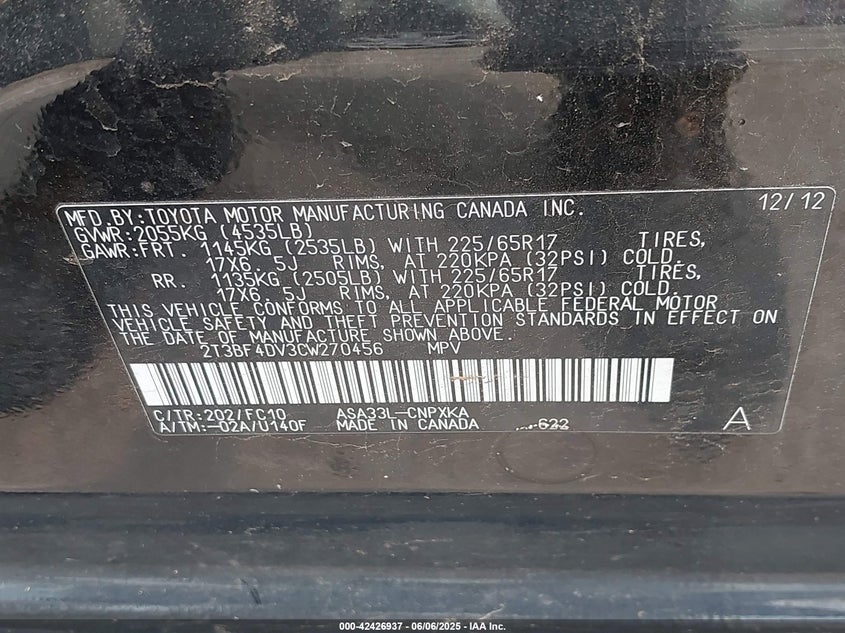 MFD.BY:TOYOTA MOTOR MANUFACTURING CANADA INC. 12/12
GVWR:2055KG (4535LB)
GAWR:FRT. 1145KG (2535LB) WITH 225/65R17 TIRES,
17X6.5J RIMS, AT 220KPA (32PSI) COLD.
RR. 1135KG (2505LB) WITH 225/65R17 TIRES,
17X6.5J RIMS, AT 220KPA (32PSI) COLD.
THIS VEHICLE CONFORMS TO ALL APPLICABLE FEDERAL MOTOR
VEHICLE SAFETY AND THEFT PREVENTION STANDARDS IN EFFECT ON
THE DATE OF MANUFACTURE SHOWN ABOVE.
2T3BF4DV3CW270456 MPV
C/TR:202/FC10 ASA33L-CNPXKA
A/TM:-02A/U140F MADE IN CANADA 622 A
000-42426937 - 06/06/2025 - IAA Inc.